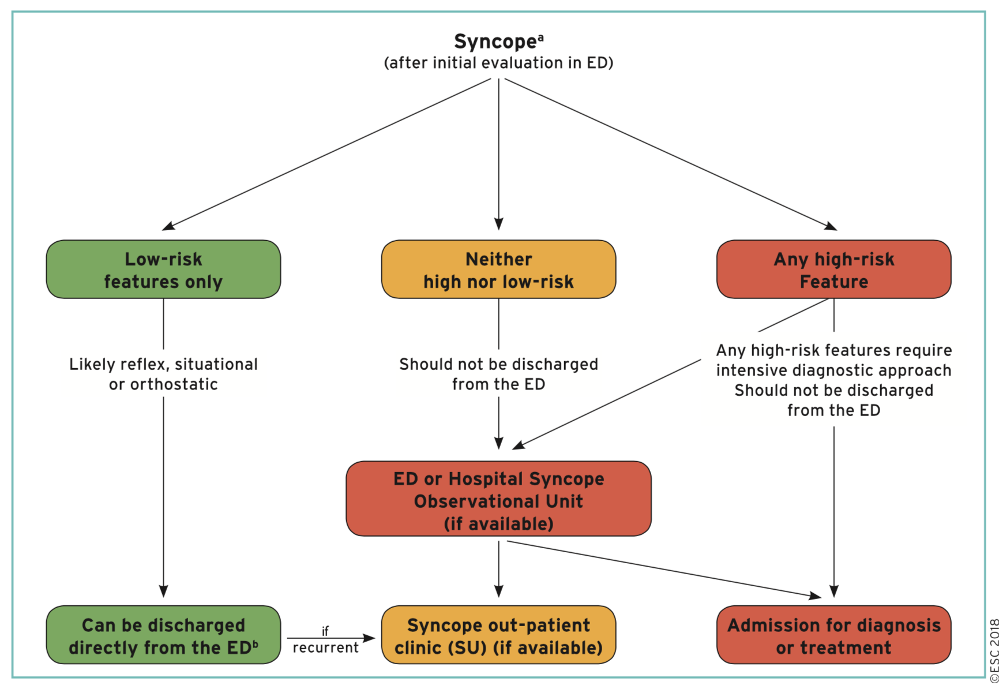 Syncopeᵃ
(after initial evaluation in ED)
Low-risk
features only
Neither
high nor low-risk
Any high-risk
Feature
Likely reflex, situational
or orthostatic
Should not be discharged
from the ED
Any high-risk features require
intensive diagnostic approach
Should not be discharged
from the ED
ED or Hospital Syncope
Observational Unit
(if available)
Can be discharged
directly from the EDᵇ
if
recurrent
Syncope out-patient
clinic (SU) (if available)
Admission for diagnosis
or treatment
©ESC 2018